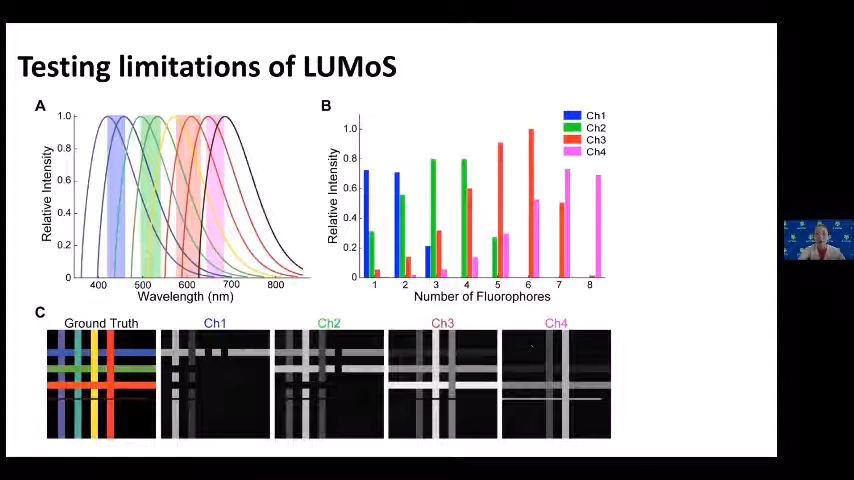 Testing limitations of LUMoS
A
1.0
0.8
0.6
0.4
0.2
0
Relative Intensity
400 500 600 700 800
Wavelength (nm)
B
1.0
0.8
0.6
0.4
0.2
0
Relative Intensity
Ch1
Ch2
Ch3
Ch4
1 2 3 4 5 6 7 8
Number of Fluorophores
C
Ground Truth Ch1 Ch2 Ch3 Ch4